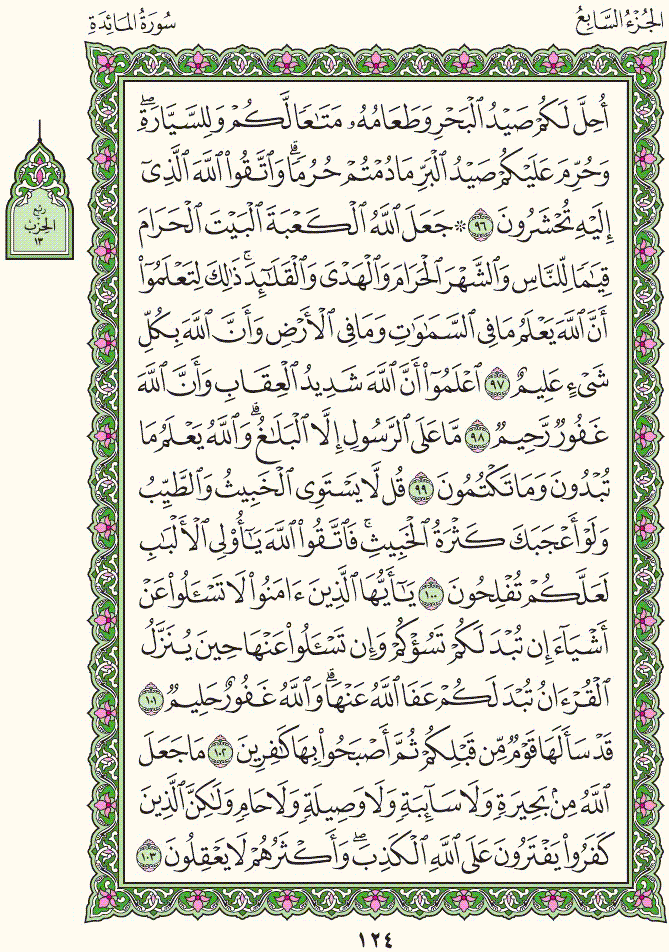 الجُزْءُ السَّابِعُ
سُورَةُ المَائِدَةِ
أُحِلَّ لَكُمْ صَيْدُ ٱلْبَحْرِ وَطَعَامُهُۥ مَتَٰعًا لَّكُمْ وَلِلسَّيَّارَةِۖ
وَحُرِّمَ عَلَيْكُمْ صَيْدُ ٱلْبَرِّ مَا دُمْتُمْ حُرُمًاۗ وَٱتَّقُوا۟ ٱللَّهَ ٱلَّذِىٓ
إِلَيْهِ تُحْشَرُونَ ٩٦ ۞ جَعَلَ ٱللَّهُ ٱلْكَعْبَةَ ٱلْبَيْتَ ٱلْحَرَامَ
قِيَٰمًا لِّلنَّاسِ وَٱلشَّهْرَ ٱلْحَرَامَ وَٱلْهَدْىَ وَٱلْقَلَٰٓئِدَۚ ذَٰلِكَ لِتَعْلَمُوٓا۟
أَنَّ ٱللَّهَ يَعْلَمُ مَا فِى ٱلسَّمَٰوَٰتِ وَمَا فِى ٱلْأَرْضِ وَأَنَّ ٱللَّهَ بِكُلِّ
شَىْءٍ عَلِيمٌ ٩٧ ٱعْلَمُوٓا۟ أَنَّ ٱللَّهَ شَدِيدُ ٱلْعِقَابِ وَأَنَّ ٱللَّهَ
غَفُورٌ رَّحِيمٌ ٩٨ مَّا عَلَى ٱلرَّسُولِ إِلَّا ٱلْبَلَٰغُۗ وَٱللَّهُ يَعْلَمُ مَا
تُبْدُونَ وَمَا تَكْتُمُونَ ٩٩ قُل لَّا يَسْتَوِى ٱلْخَبِيثُ وَٱلطَّيِّبُ
وَلَوْ أَعْجَبَكَ كَثْرَةُ ٱلْخَبِيثِۚ فَٱتَّقُوا۟ ٱللَّهَ يَٰٓأُو۟لِى ٱلْأَلْبَٰبِ
لَعَلَّكُمْ تُفْلِحُونَ ١٠٠ يَٰٓأَيُّهَا ٱلَّذِينَ ءَامَنُوا۟ لَا تَسْـَٔلُوا۟ عَنْ
أَشْيَآءَ إِن تُبْدَ لَكُمْ تَسُؤْكُمْ وَإِن تَسْـَٔلُوا۟ عَنْهَا حِينَ يُنَزَّلُ
ٱلْقُرْءَانُ تُبْدَ لَكُمْ عَفَا ٱللَّهُ عَنْهَاۗ وَٱللَّهُ غَفُورٌ حَلِيمٌ ١٠١
قَدْ سَأَلَهَا قَوْمٌ مِّن قَبْلِكُمْ ثُمَّ أَصْبَحُوا۟ بِهَا كَٰفِرِينَ ١٠٢ مَا جَعَلَ
ٱللَّهُ مِنۢ بَحِيرَةٍ وَلَا سَآئِبَةٍ وَلَا وَصِيلَةٍ وَلَا حَامٍ وَلَٰكِنَّ ٱلَّذِينَ
كَفَرُوا۟ يَفْتَرُونَ عَلَى ٱللَّهِ ٱلْكَذِبَۖ وَأَكْثَرُهُمْ لَا يَعْقِلُونَ ١٠٣
رُبْع
الحِزْب
١٣
١٢٤